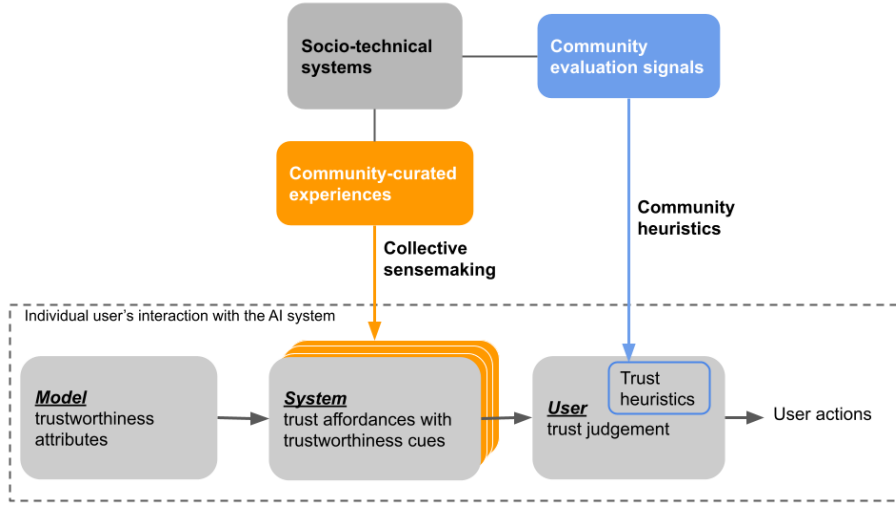 Socio-technical
systems
Community
evaluation signals
Community-curated
experiences
Community
heuristics
Collective
sensemaking
Individual user's interaction with the AI system
Model
trustworthiness
attributes
System
trust affordances with
trustworthiness cues
Trust
heuristics
User
trust judgement
User actions